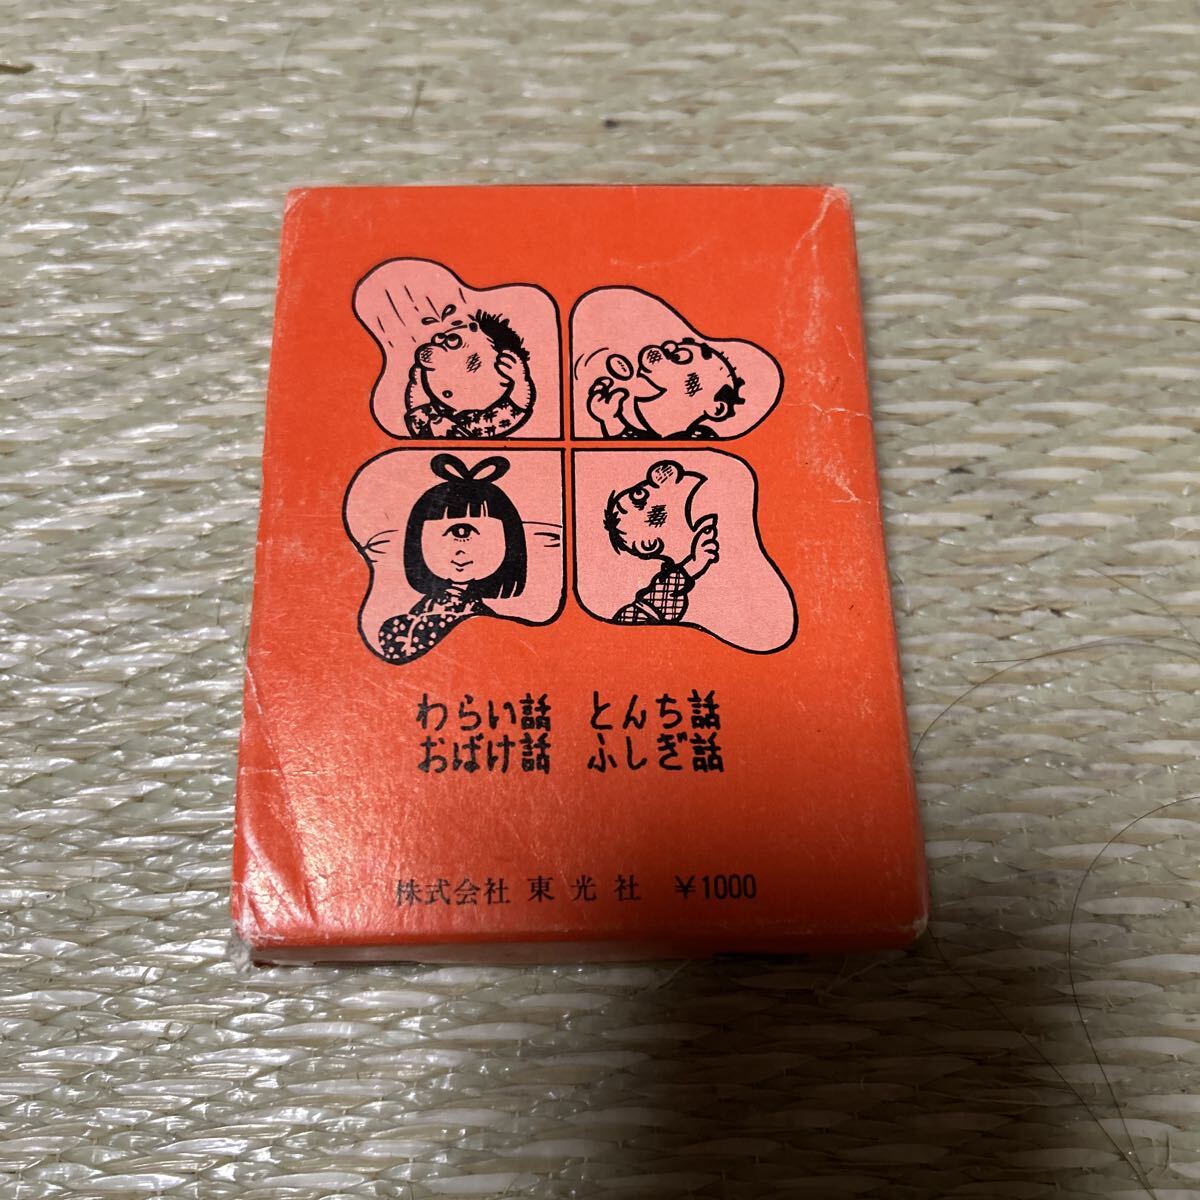 わらい話 とんち話
おばけ話 ふしぎ話
株式会社 東光社 ¥1000